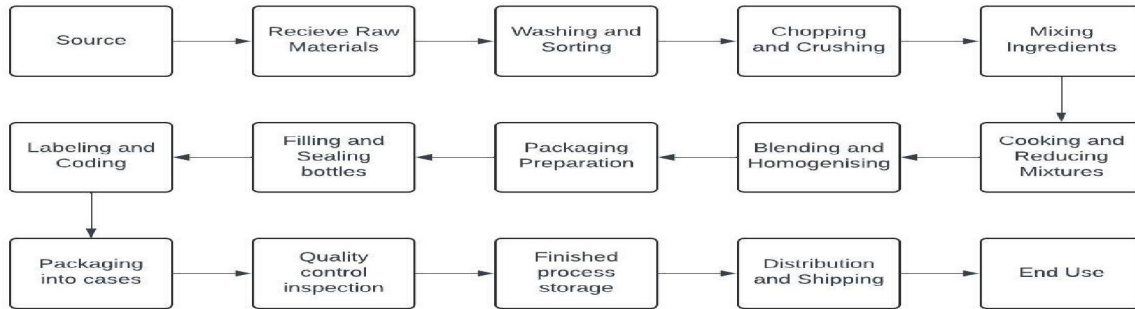 Source
Recieve Raw
Materials
Washing and
Sorting
Chopping
and Crushing
Mixing
Ingredients
Cooking and
Reducing
Mixtures
Blending and
Homogenising
Packaging
Preparation
Filling and
Sealing
bottles
Labeling and
Coding
Packaging
into cases
Quality
control
inspection
Finished
process
storage
Distribution
and Shipping
End Use